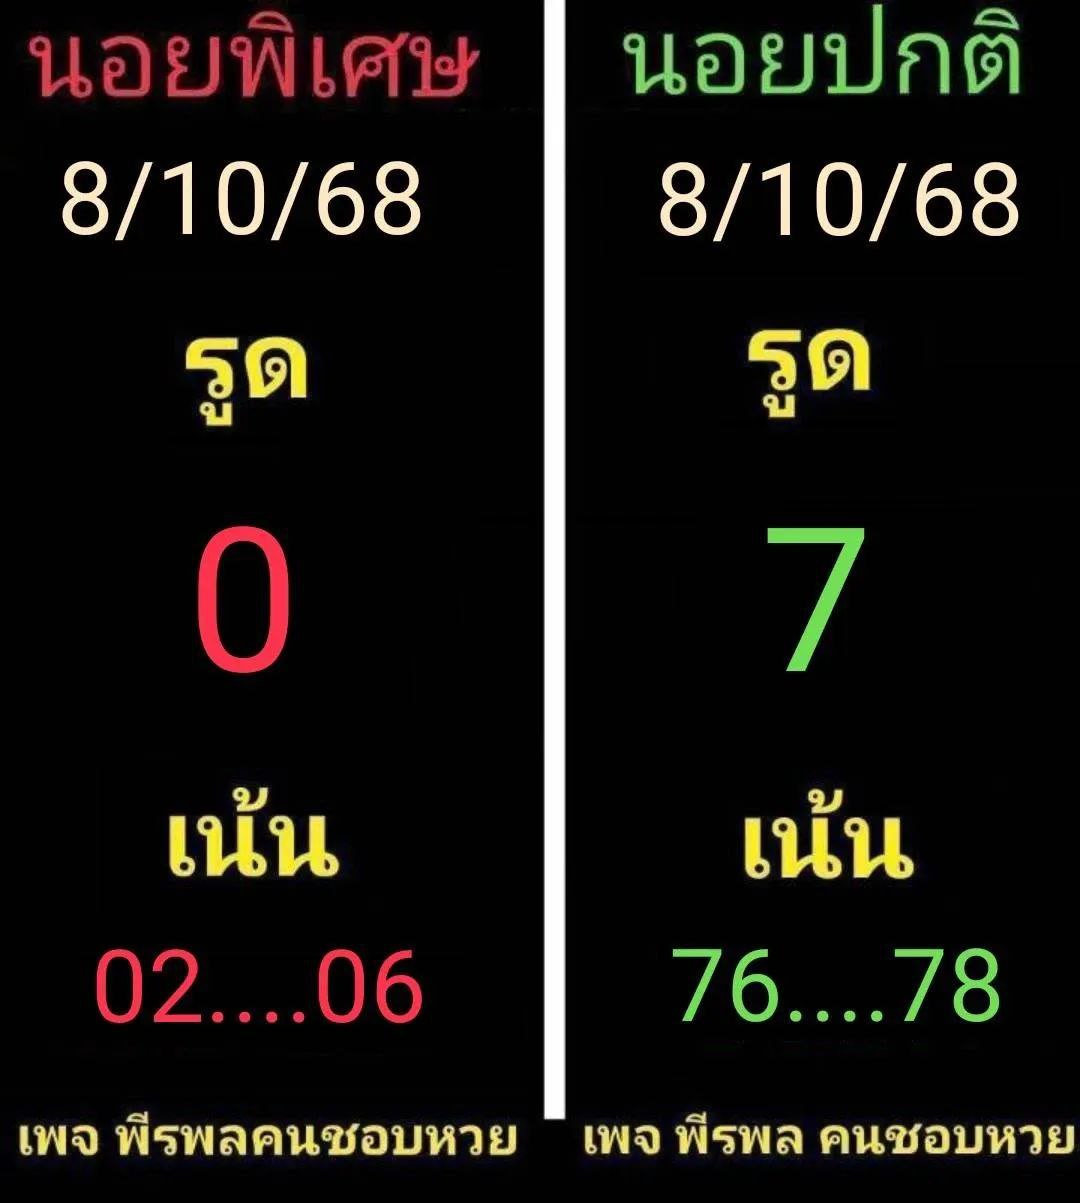 นอยพิเศษ
8/10/68
รูด
0
เน้น
02....06
เพจ พีรพลคนชอบหวย
นอยปกติ
8/10/68
รูด
7
เน้น
76....78
เพจ พีรพล คนชอบหวย